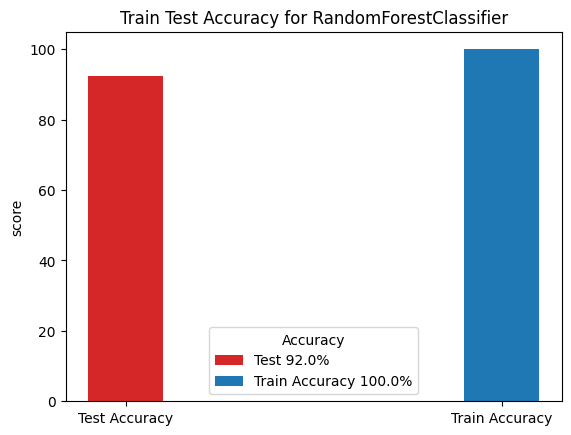 Train Test Accuracy for RandomForestClassifier
100
80
60
40
20
0
score
Accuracy
Test 92.0%
Train Accuracy 100.0%
Test Accuracy
Train Accuracy